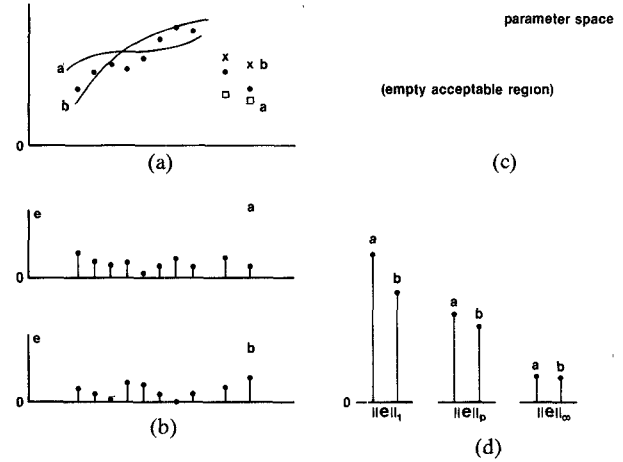 a
b
x
x b
a
0
(a)
parameter space
(empty acceptable region)
(c)
e
a
0
e
b
0
(b)
a
b
a
b
a b
0
||e||₁ ||e||ₚ ||e||∞
(d)